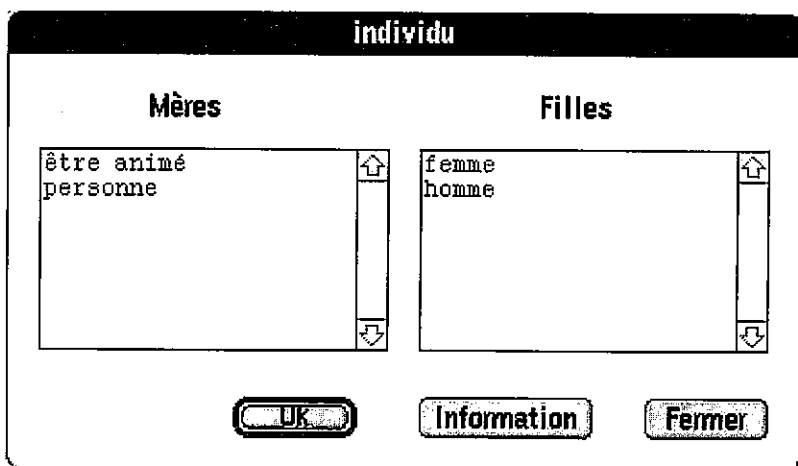 individu
Mères
Filles
être animé
personne
femme
homme
OK
Information
Fermer